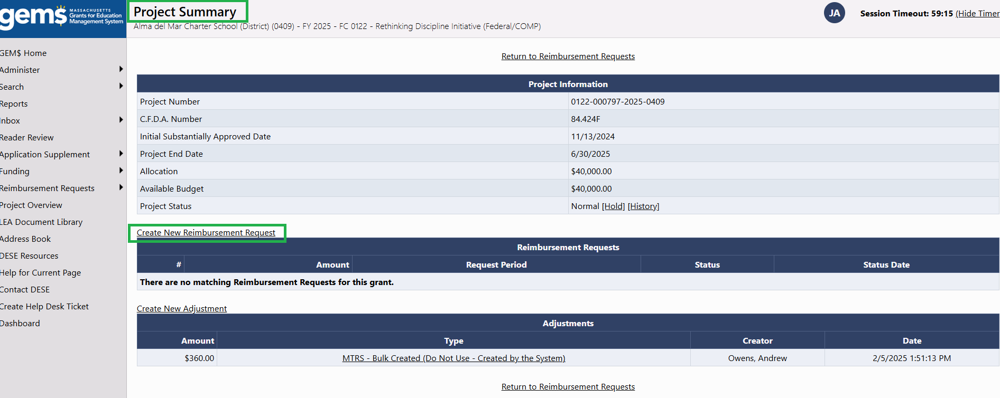 gem$ MASSACHUSETTS
Grants for Education
Management System
Project Summary
Alma del Mar Charter School (District) (0409) - FY 2025 - FC 0122 - Rethinking Discipline Initiative (Federal/COMP)
JA
Session Timeout: 59:15 (Hide Timer
GEM$ Home
Administer
Search
Reports
Inbox
Reader Review
Application Supplement
Funding
Reimbursement Requests
Project Overview
LEA Document Library
Address Book
DESE Resources
Help for Current Page
Contact DESE
Create Help Desk Ticket
Dashboard
Return to Reimbursement Requests
Project Information
Project Number 0122-000797-2025-0409
C.F.D.A. Number 84.424F
Initial Substantially Approved Date 11/13/2024
Project End Date 6/30/2025
Allocation $40,000.00
Available Budget $40,000.00
Project Status Normal [Hold] [History]
Create New Reimbursement Request
Reimbursement Requests
# Amount Request Period Status Status Date
There are no matching Reimbursement Requests for this grant.
Create New Adjustment
Adjustments
Amount Type Creator Date
$360.00 MTRS - Bulk Created (Do Not Use - Created by the System) Owens, Andrew 2/5/2025 1:51:13 PM
Return to Reimbursement Requests